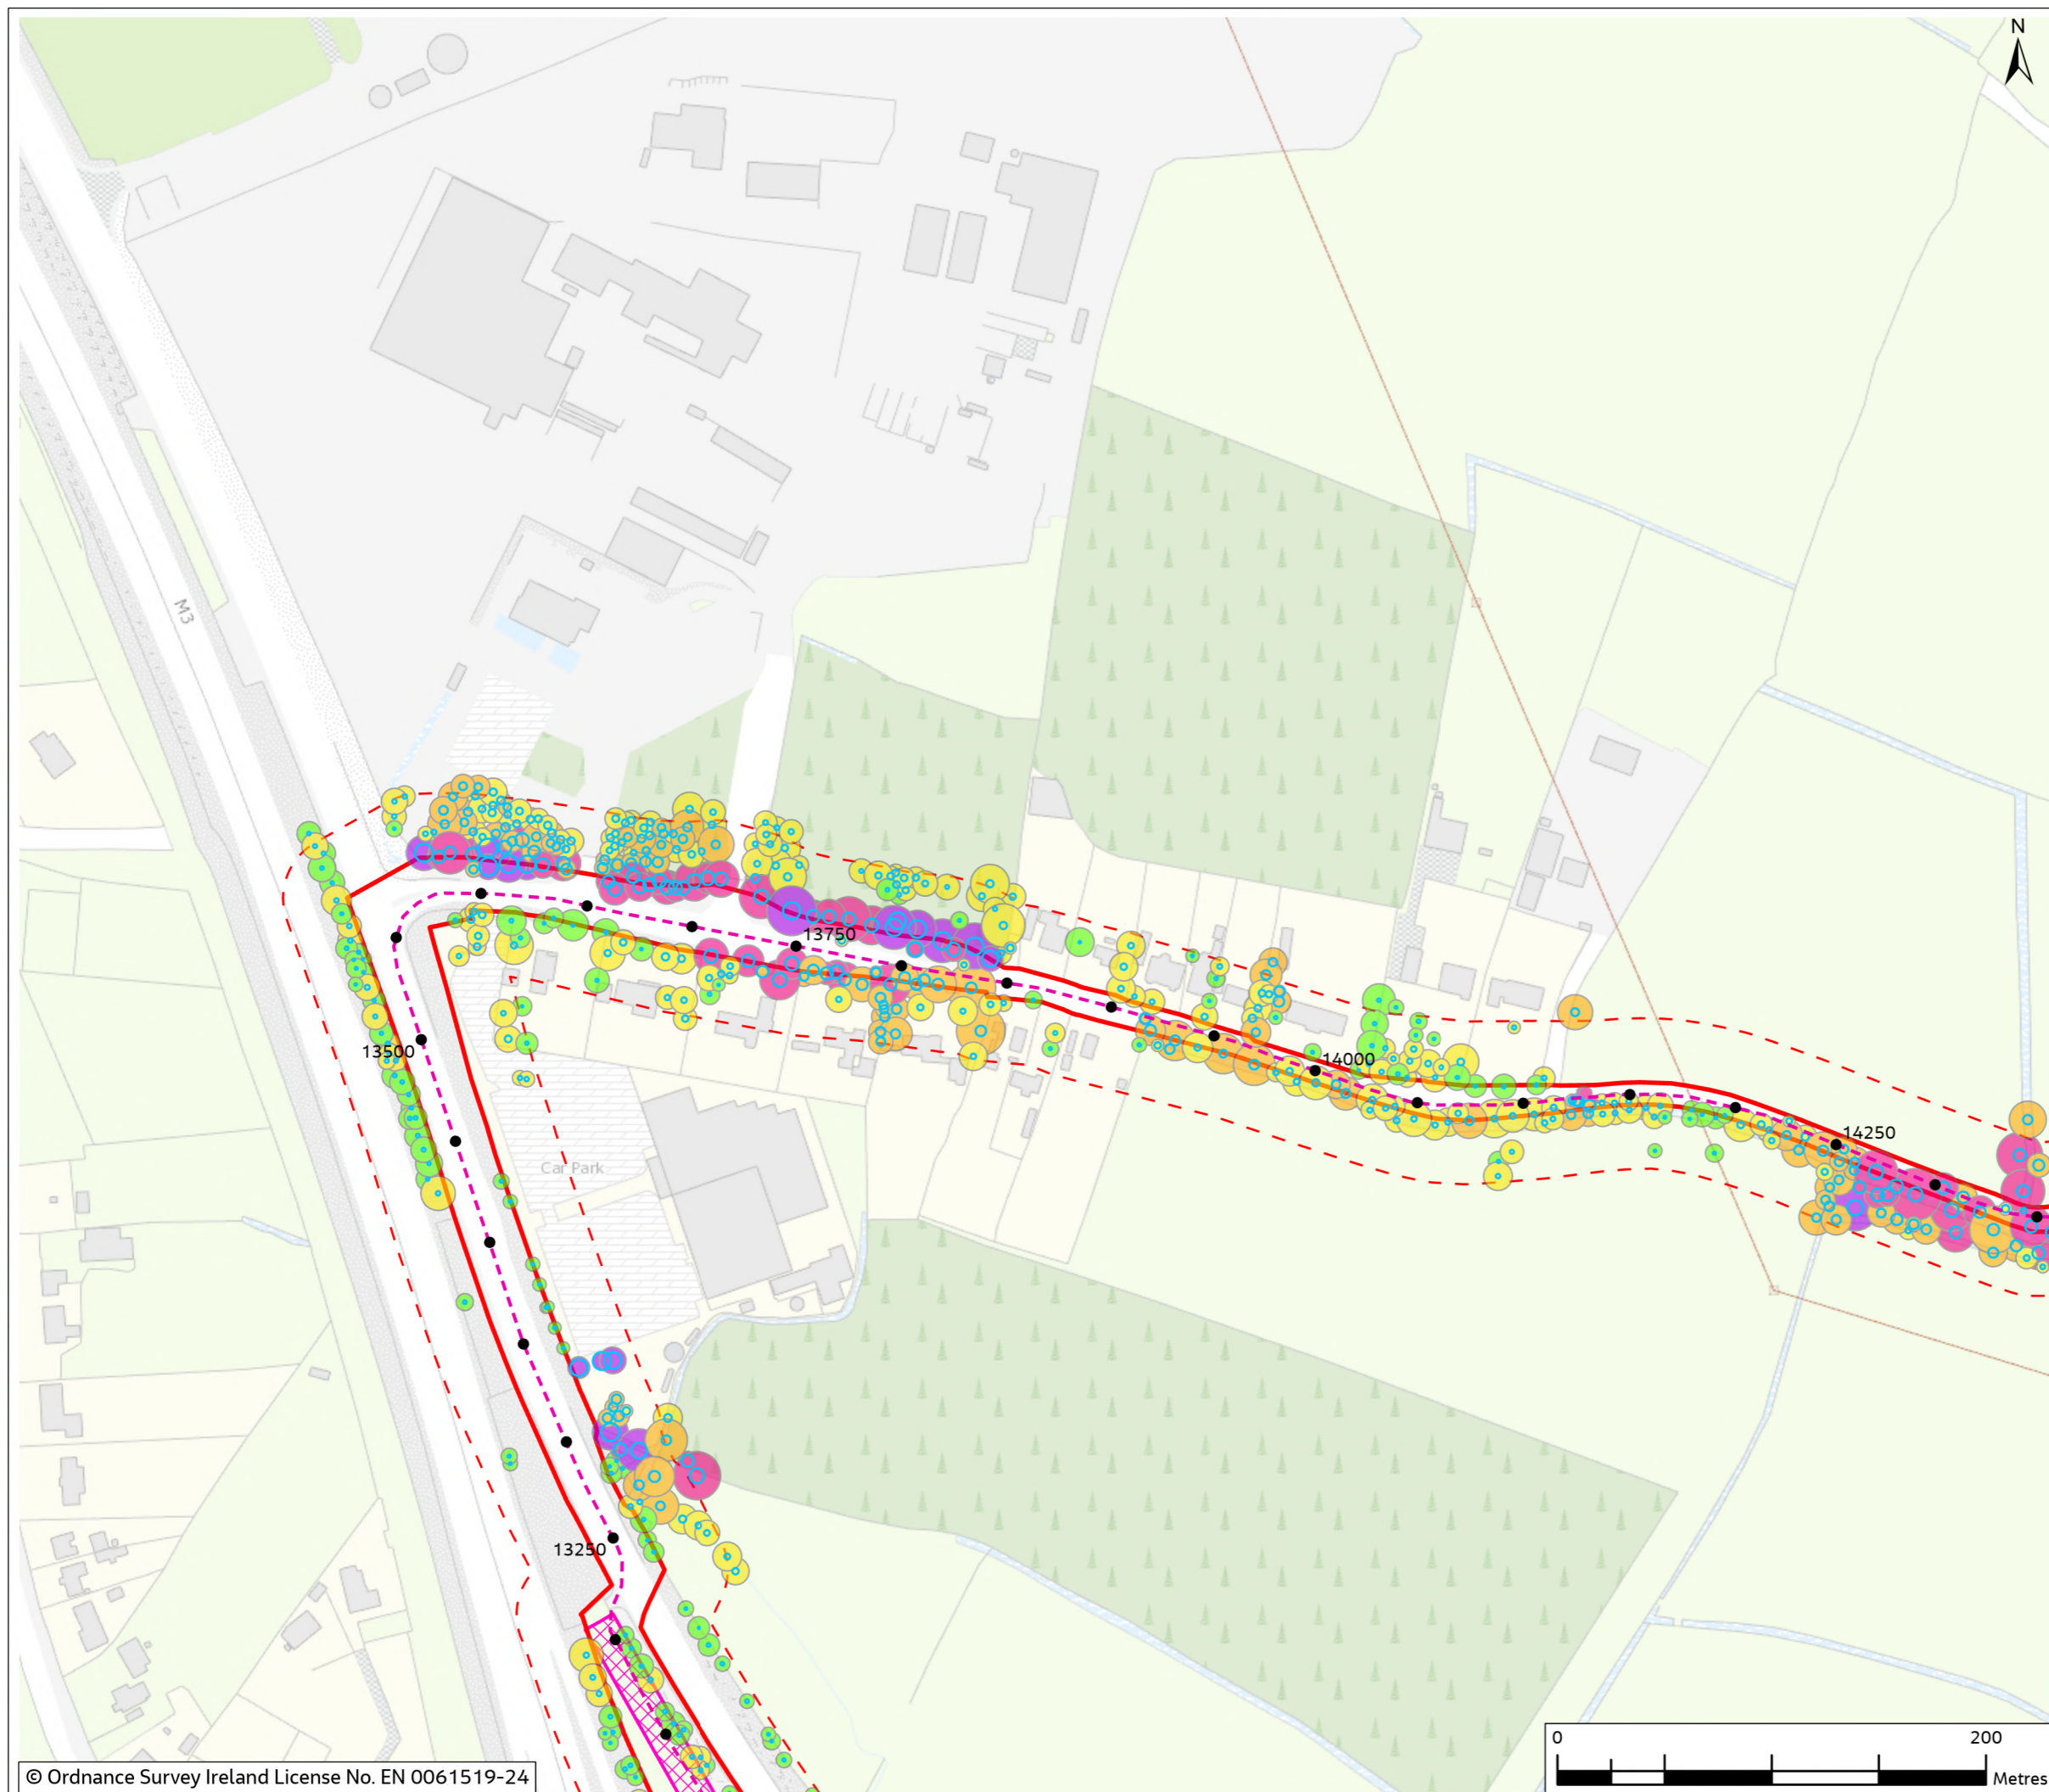 N
M3
13750
13500
14000
14250
Car Park
13250
0 200
Metres
© Ordnance Survey Ireland License No. EN 0061519-24